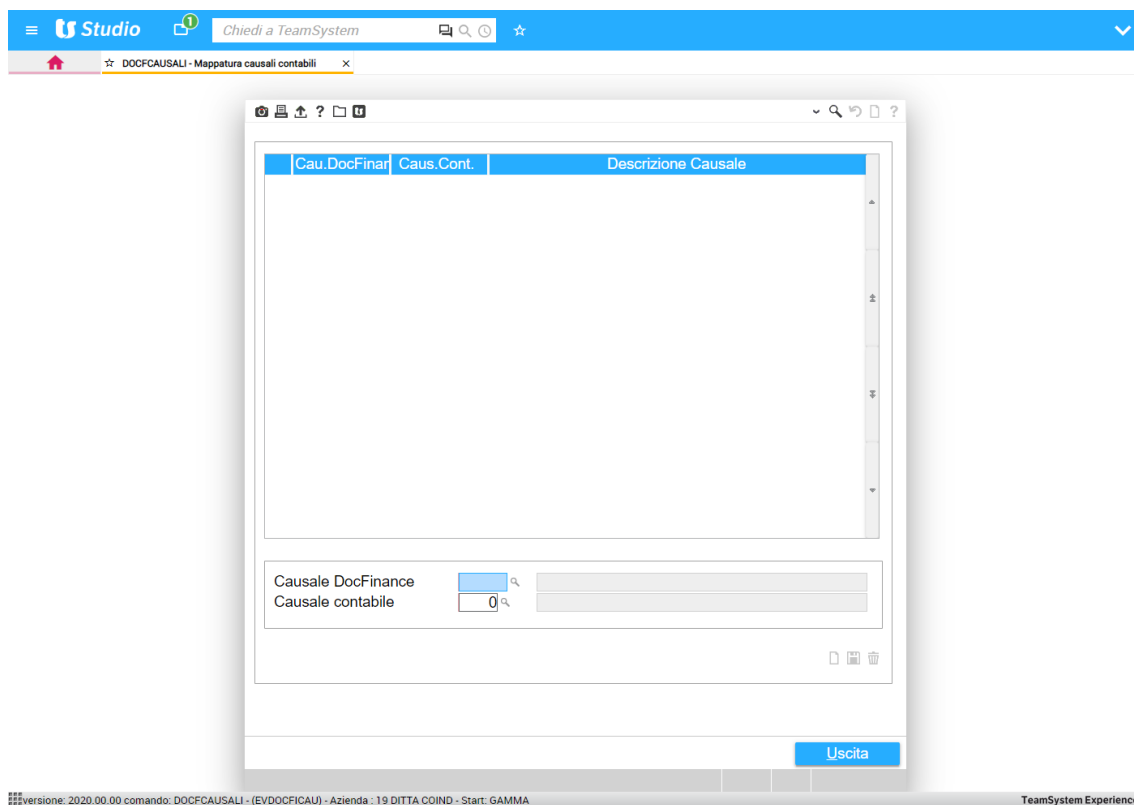 Studio 1 Chiedi a TeamSystem
DOCFCAUSALI - Mappatura causali contabili ×
Cau.DocFinar Caus.Cont. Descrizione Causale
Causale DocFinance
Causale contabile 0
Uscita
versione: 2020.00.00 comando: DOCFCAUSALI - (EVDOCFICAU) - Azienda : 19 DITTA COIND - Start: GAMMA TeamSystem Experienc